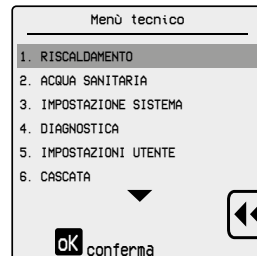 Menù tecnico
1. RISCALDAMENTO
2. ACQUA SANITARIA
3. IMPOSTAZIONE SISTEMA
4. DIAGNOSTICA
5. IMPOSTAZIONI UTENTE
6. CASCATA
oK conferma